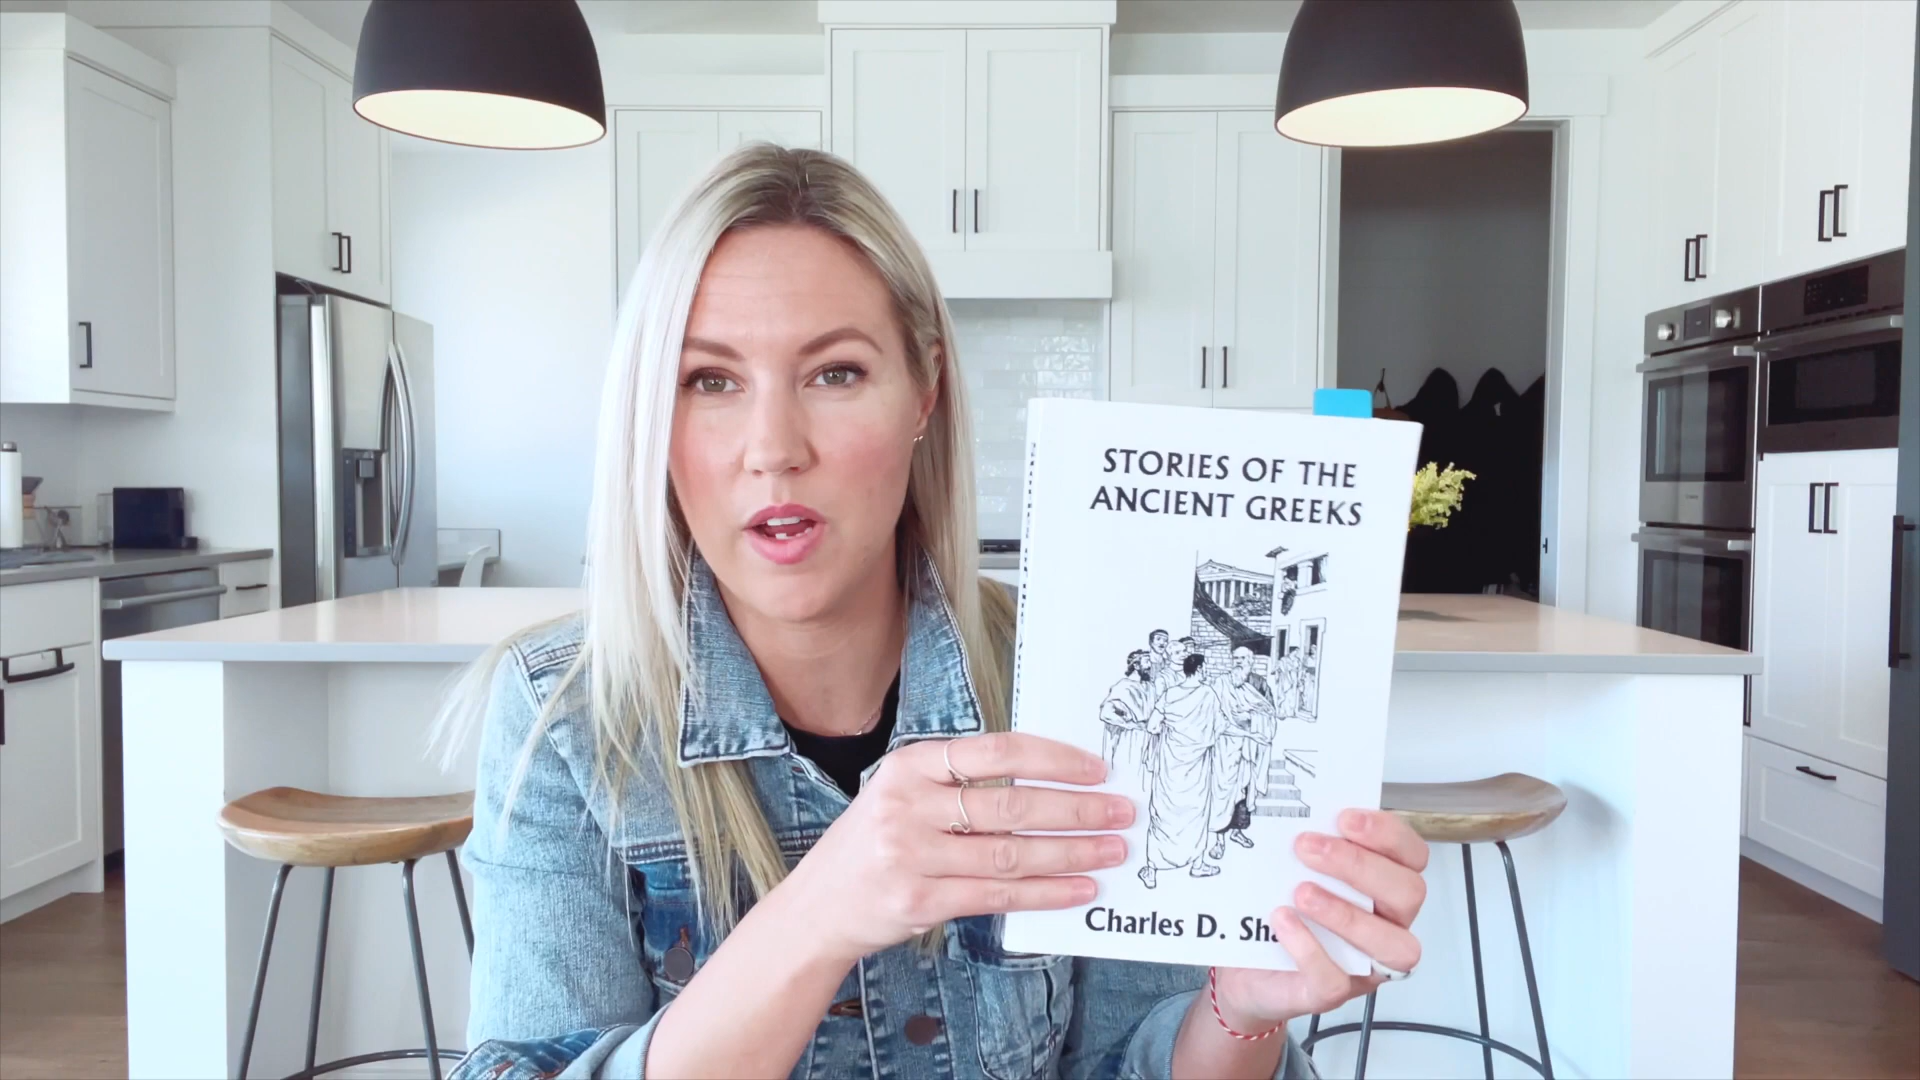 STORIES OF THE
ANCIENT GREEKS
Charles D.